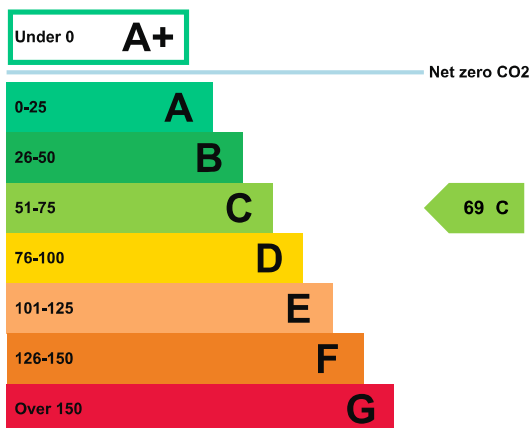 Under 0 A+
Net zero CO2
0-25 A
26-50 B
51-75 C
69 C
76-100 D
101-125 E
126-150 F
Over 150 G